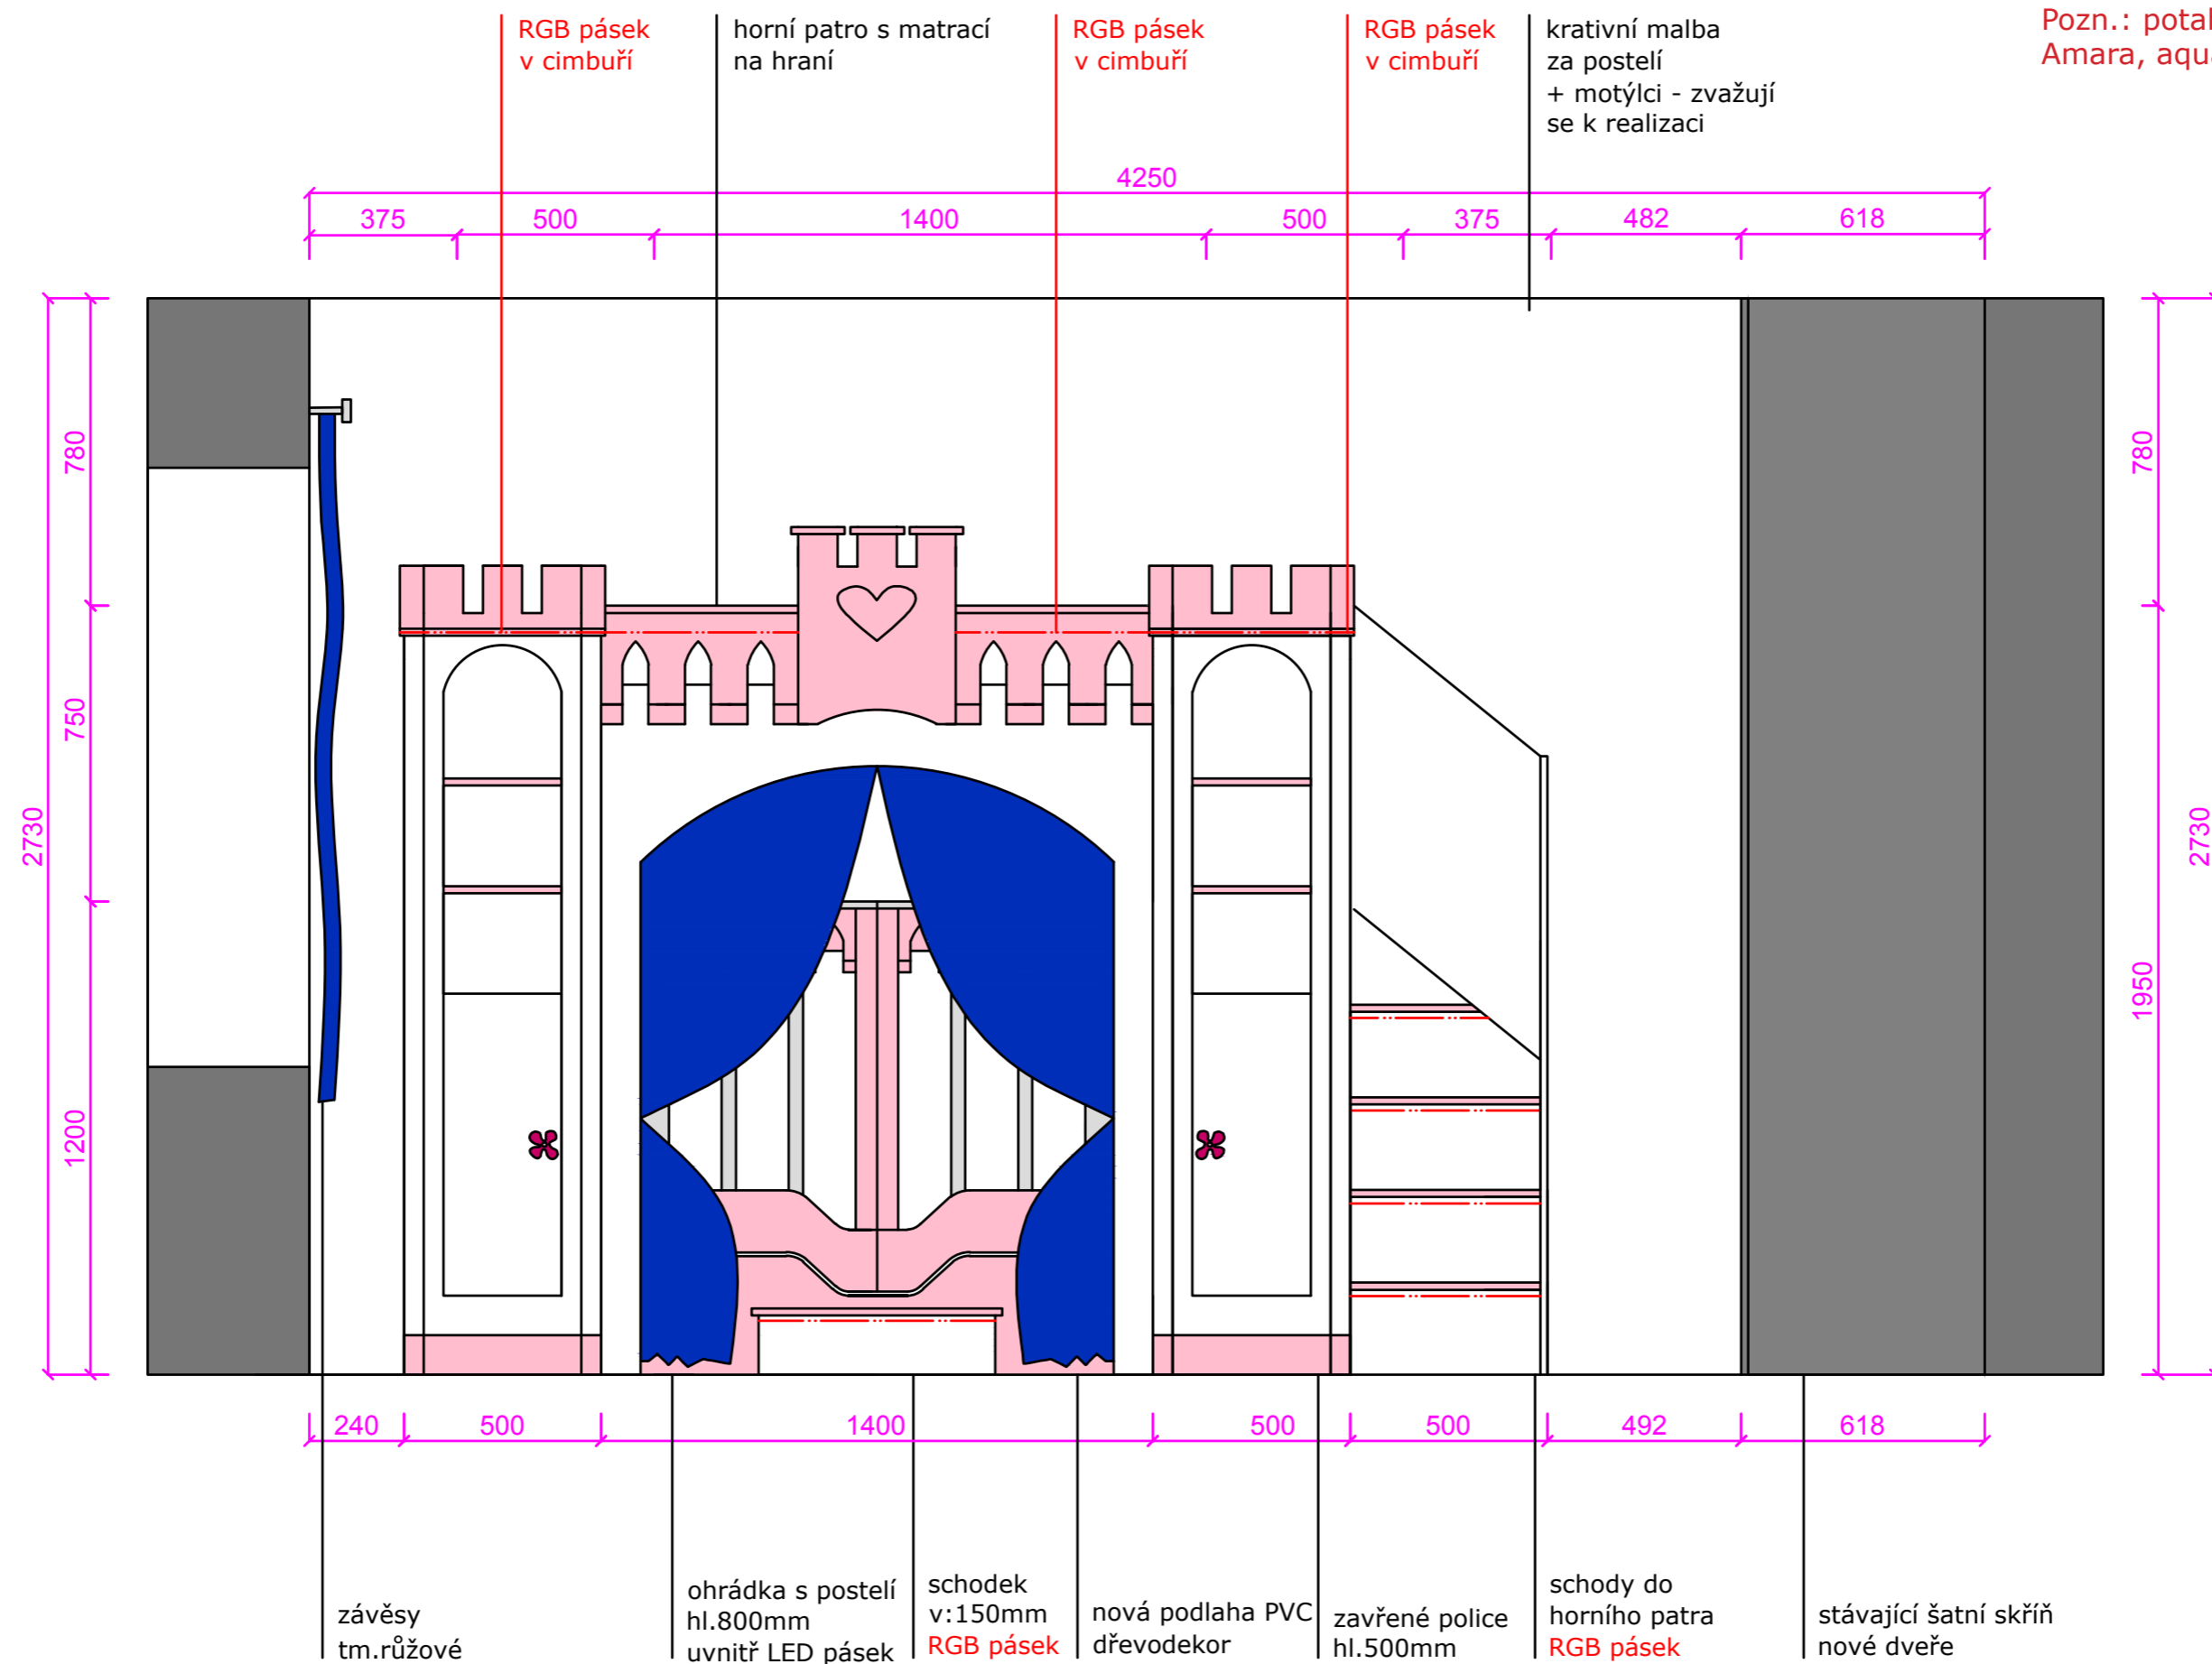 RGB pásek
v cimbuří
horní patro s matrací
na hraní
RGB pásek
v cimbuří
RGB pásek
v cimbuří
krativní malba
za postelí
+ motýlci - zvažují
se k realizaci
Pozn.:
Amara,
4250
375
500
1400
500
375
482
618
780
750
1200
2730
780
1950
2730
240
500
1400
500
500
492
618
závěsy
tm.růžové
ohrádka s postelí
hl.800mm
uvnitř LED pásek
schodek
v:150mm
RGB pásek
nová podlaha PVC
dřevodekor
zavřené police
hl.500mm
schody do
horního patra
RGB pásek
stávající šatní skříň
nové dveře